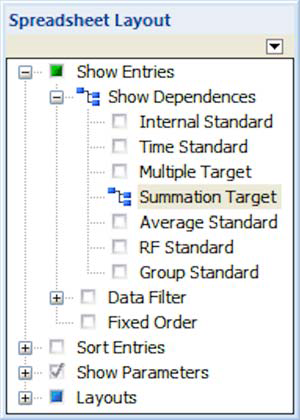 Spreadsheet Layout
Show Entries
Show Dependences
Internal Standard
Time Standard
Multiple Target
Summation Target
Average Standard
RF Standard
Group Standard
Data Filter
Fixed Order
Sort Entries
Show Parameters
Layouts